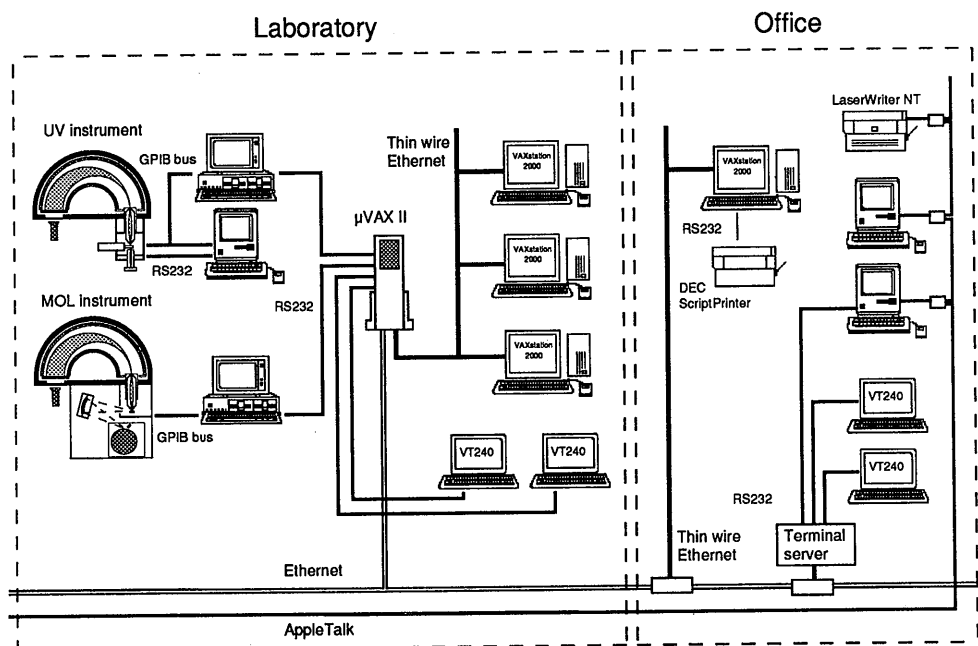 Laboratory
Office
UV instrument
GPIB bus
RS232
MOL instrument
GPIB bus
RS232
µVAX II
Thin wire
Ethernet
VAXstation
2000
VAXstation
2000
VAXstation
2000
VT240
VT240
Ethernet
AppleTalk
LaserWriter NT
VAXstation
2000
RS232
DEC
ScriptPrinter
VT240
VT240
RS232
Terminal
server
Thin wire
Ethernet